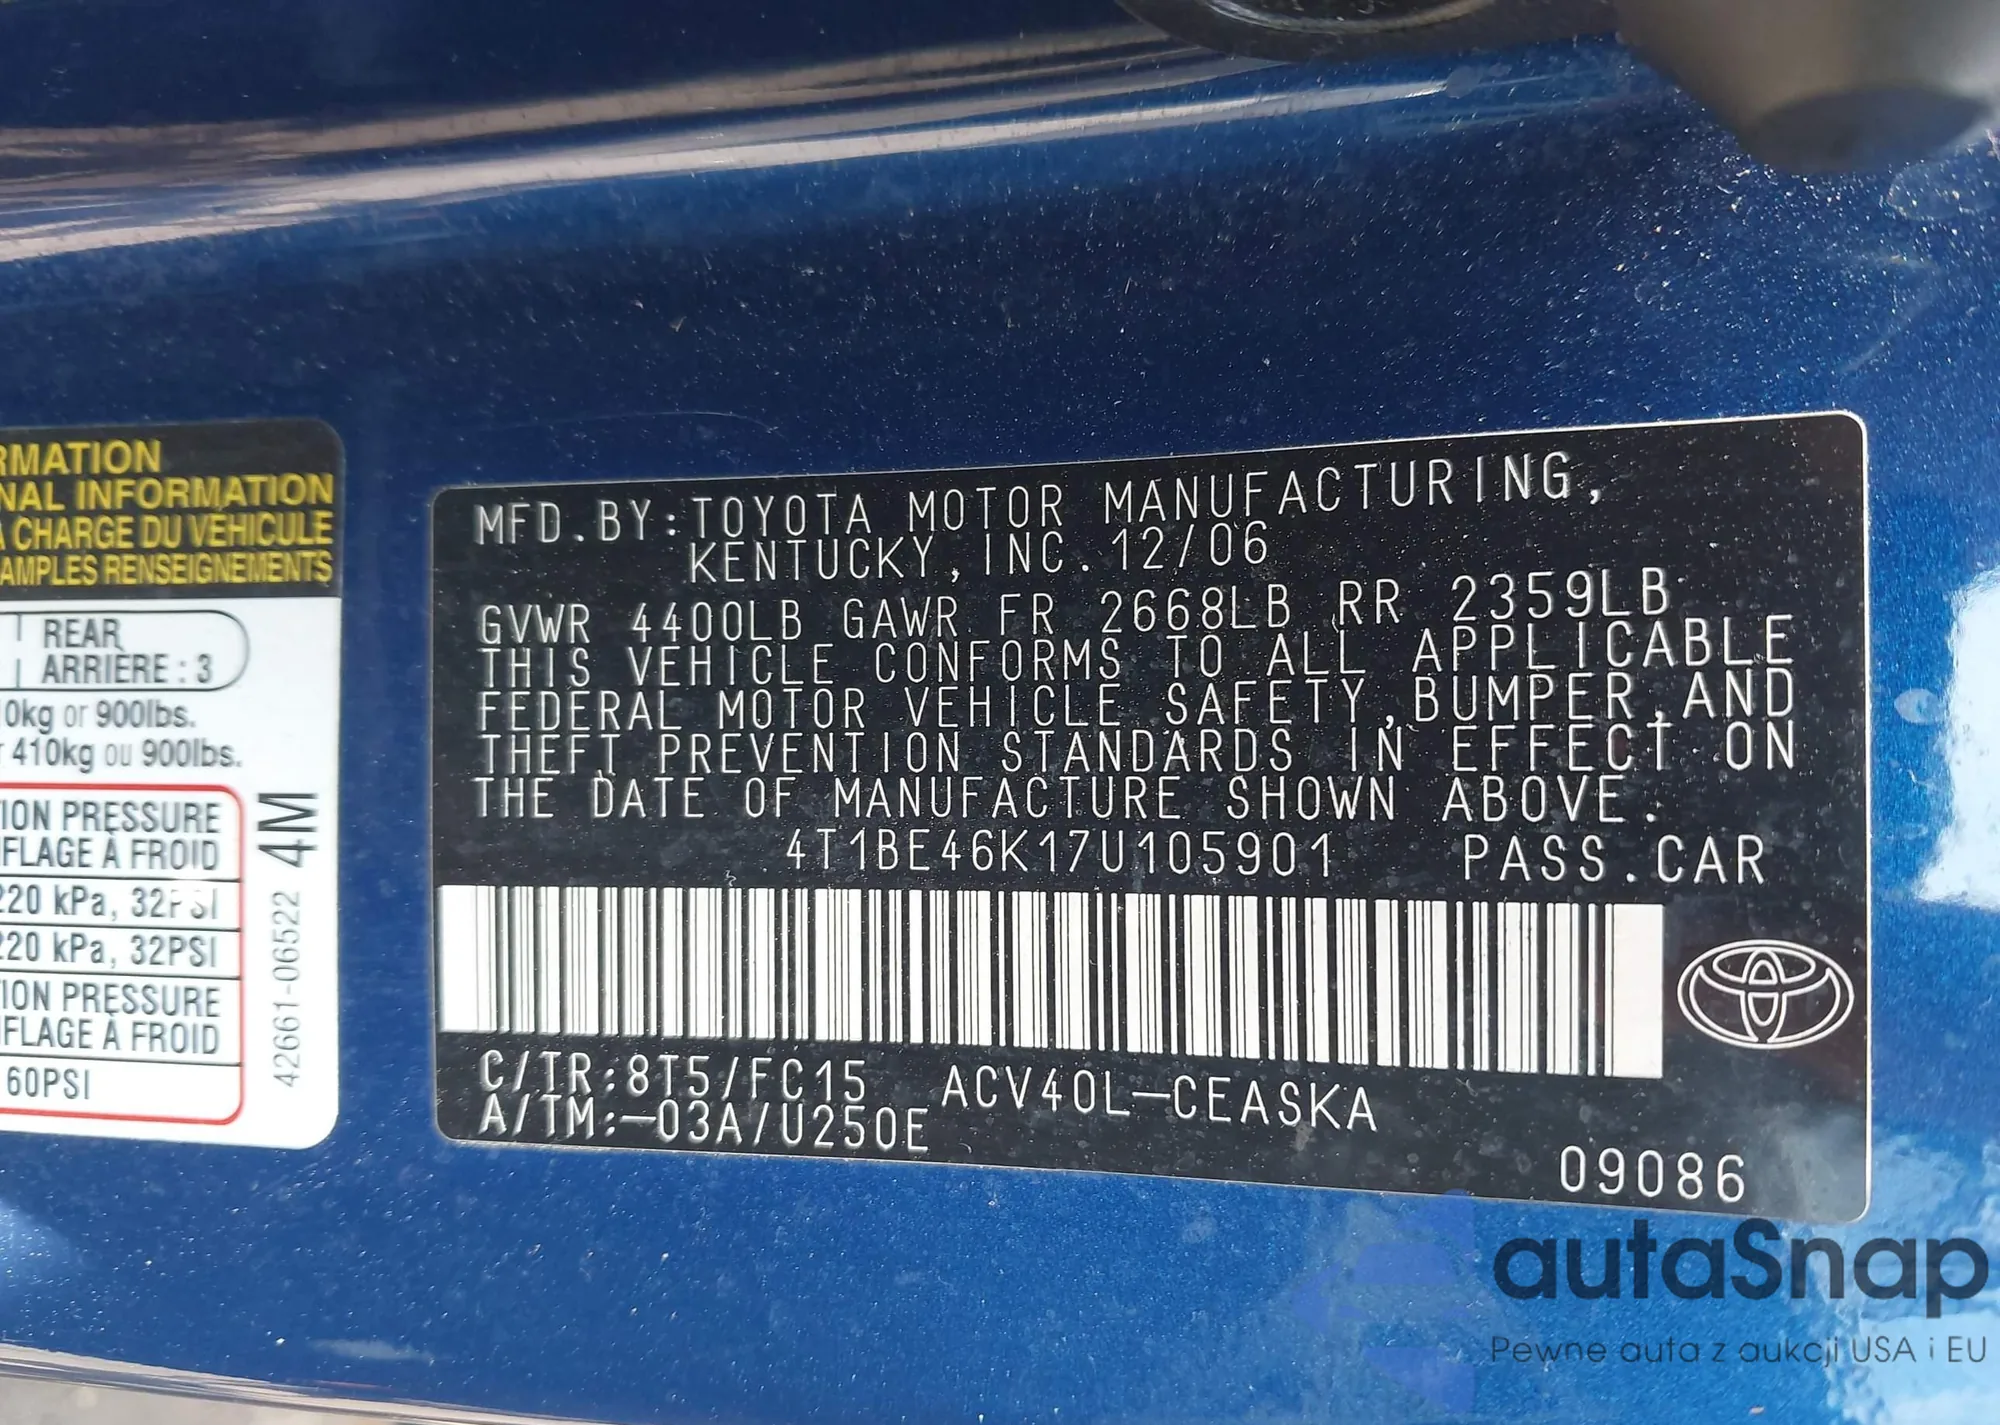 RMATION
NAL INFORMATION
À CHARGE DU VÉHICULE
AMPLES RENSEIGNEMENTS
REAR
ARRIÈRE : 3
0kg or 900lbs.
r 410kg ou 900lbs.
ION PRESSURE
FLAGE À FROID
220 kPa, 32PSI
220 kPa, 32PSI
ION PRESSURE
FLAGE À FROID
60PSI
42661-06522 4M
MFD.BY:TOYOTA MOTOR MANUFACTURING,
KENTUCKY,INC.12/06
GVWR 4400LB GAWR FR 2668LB RR 2359LB
THIS VEHICLE CONFORMS TO ALL APPLICABLE
FEDERAL MOTOR VEHICLE SAFETY,BUMPER,AND
THEFT PREVENTION STANDARDS IN EFFECT ON
THE DATE OF MANUFACTURE SHOWN ABOVE.
4T1BE46K17U105901 PASS.CAR
C/TR:8T5/FC15 ACV40L-CEASKA
A/TM:-03A/U250E
09086
autaSnap
Pewne auta z aukcji USA i EU